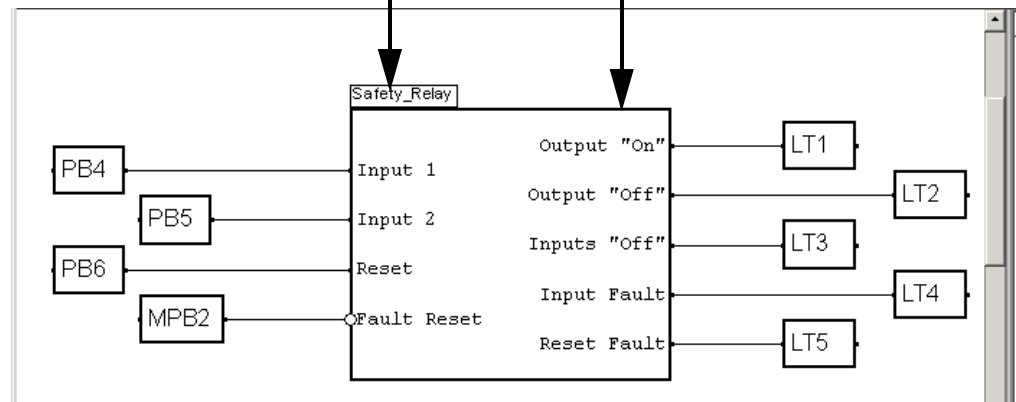 Safety_Relay
PB4
PB5
PB6
MPB2
Input 1
Input 2
Reset
Fault Reset
Output "On"
Output "Off"
Inputs "Off"
Input Fault
Reset Fault
LT1
LT2
LT3
LT4
LT5